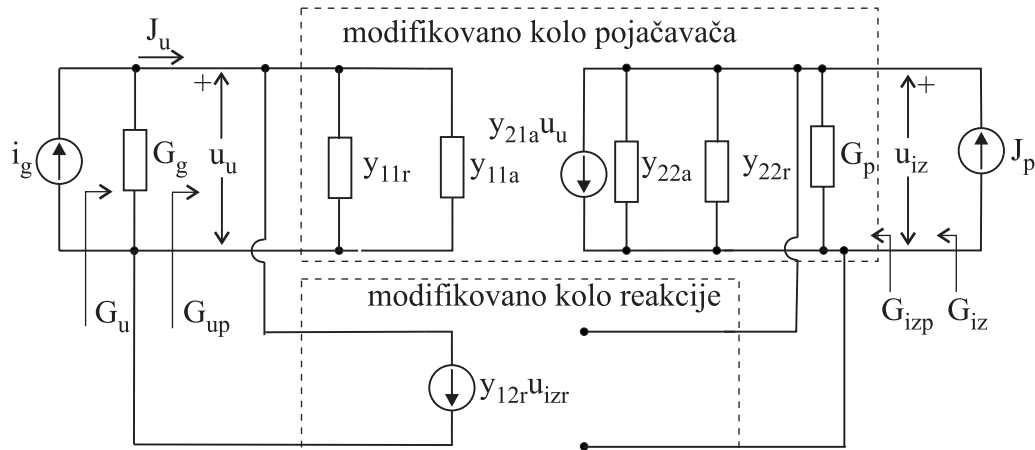 modifikovano kolo pojačavača
J_u
+
+
i_g
G_g
u_u
y_11r
y_11a
y_21a u_u
y_22a
y_22r
G_p
u_iz
J_p
modifikovano kolo reakcije
G_u
G_up
G_izp
G_iz
y_12r u_izr